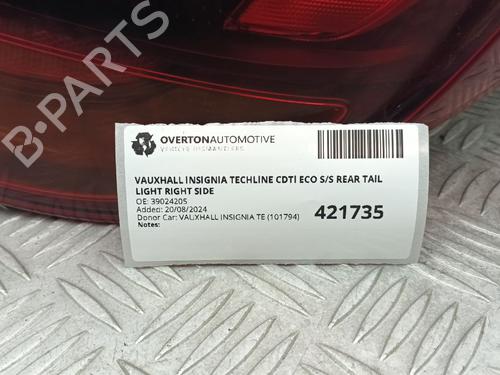 B-PARTS
OVERTONAUTOMOTIVE
VEHICLE DISMANTLERS
VAUXHALL INSIGNIA TECHLINE CDTI ECO S/S REAR TAIL
LIGHT RIGHT SIDE
OE: 39024205
Added: 20/08/2024
Donor Car: VAUXHALL INSIGNIA TE (101794)
Notes:
421735